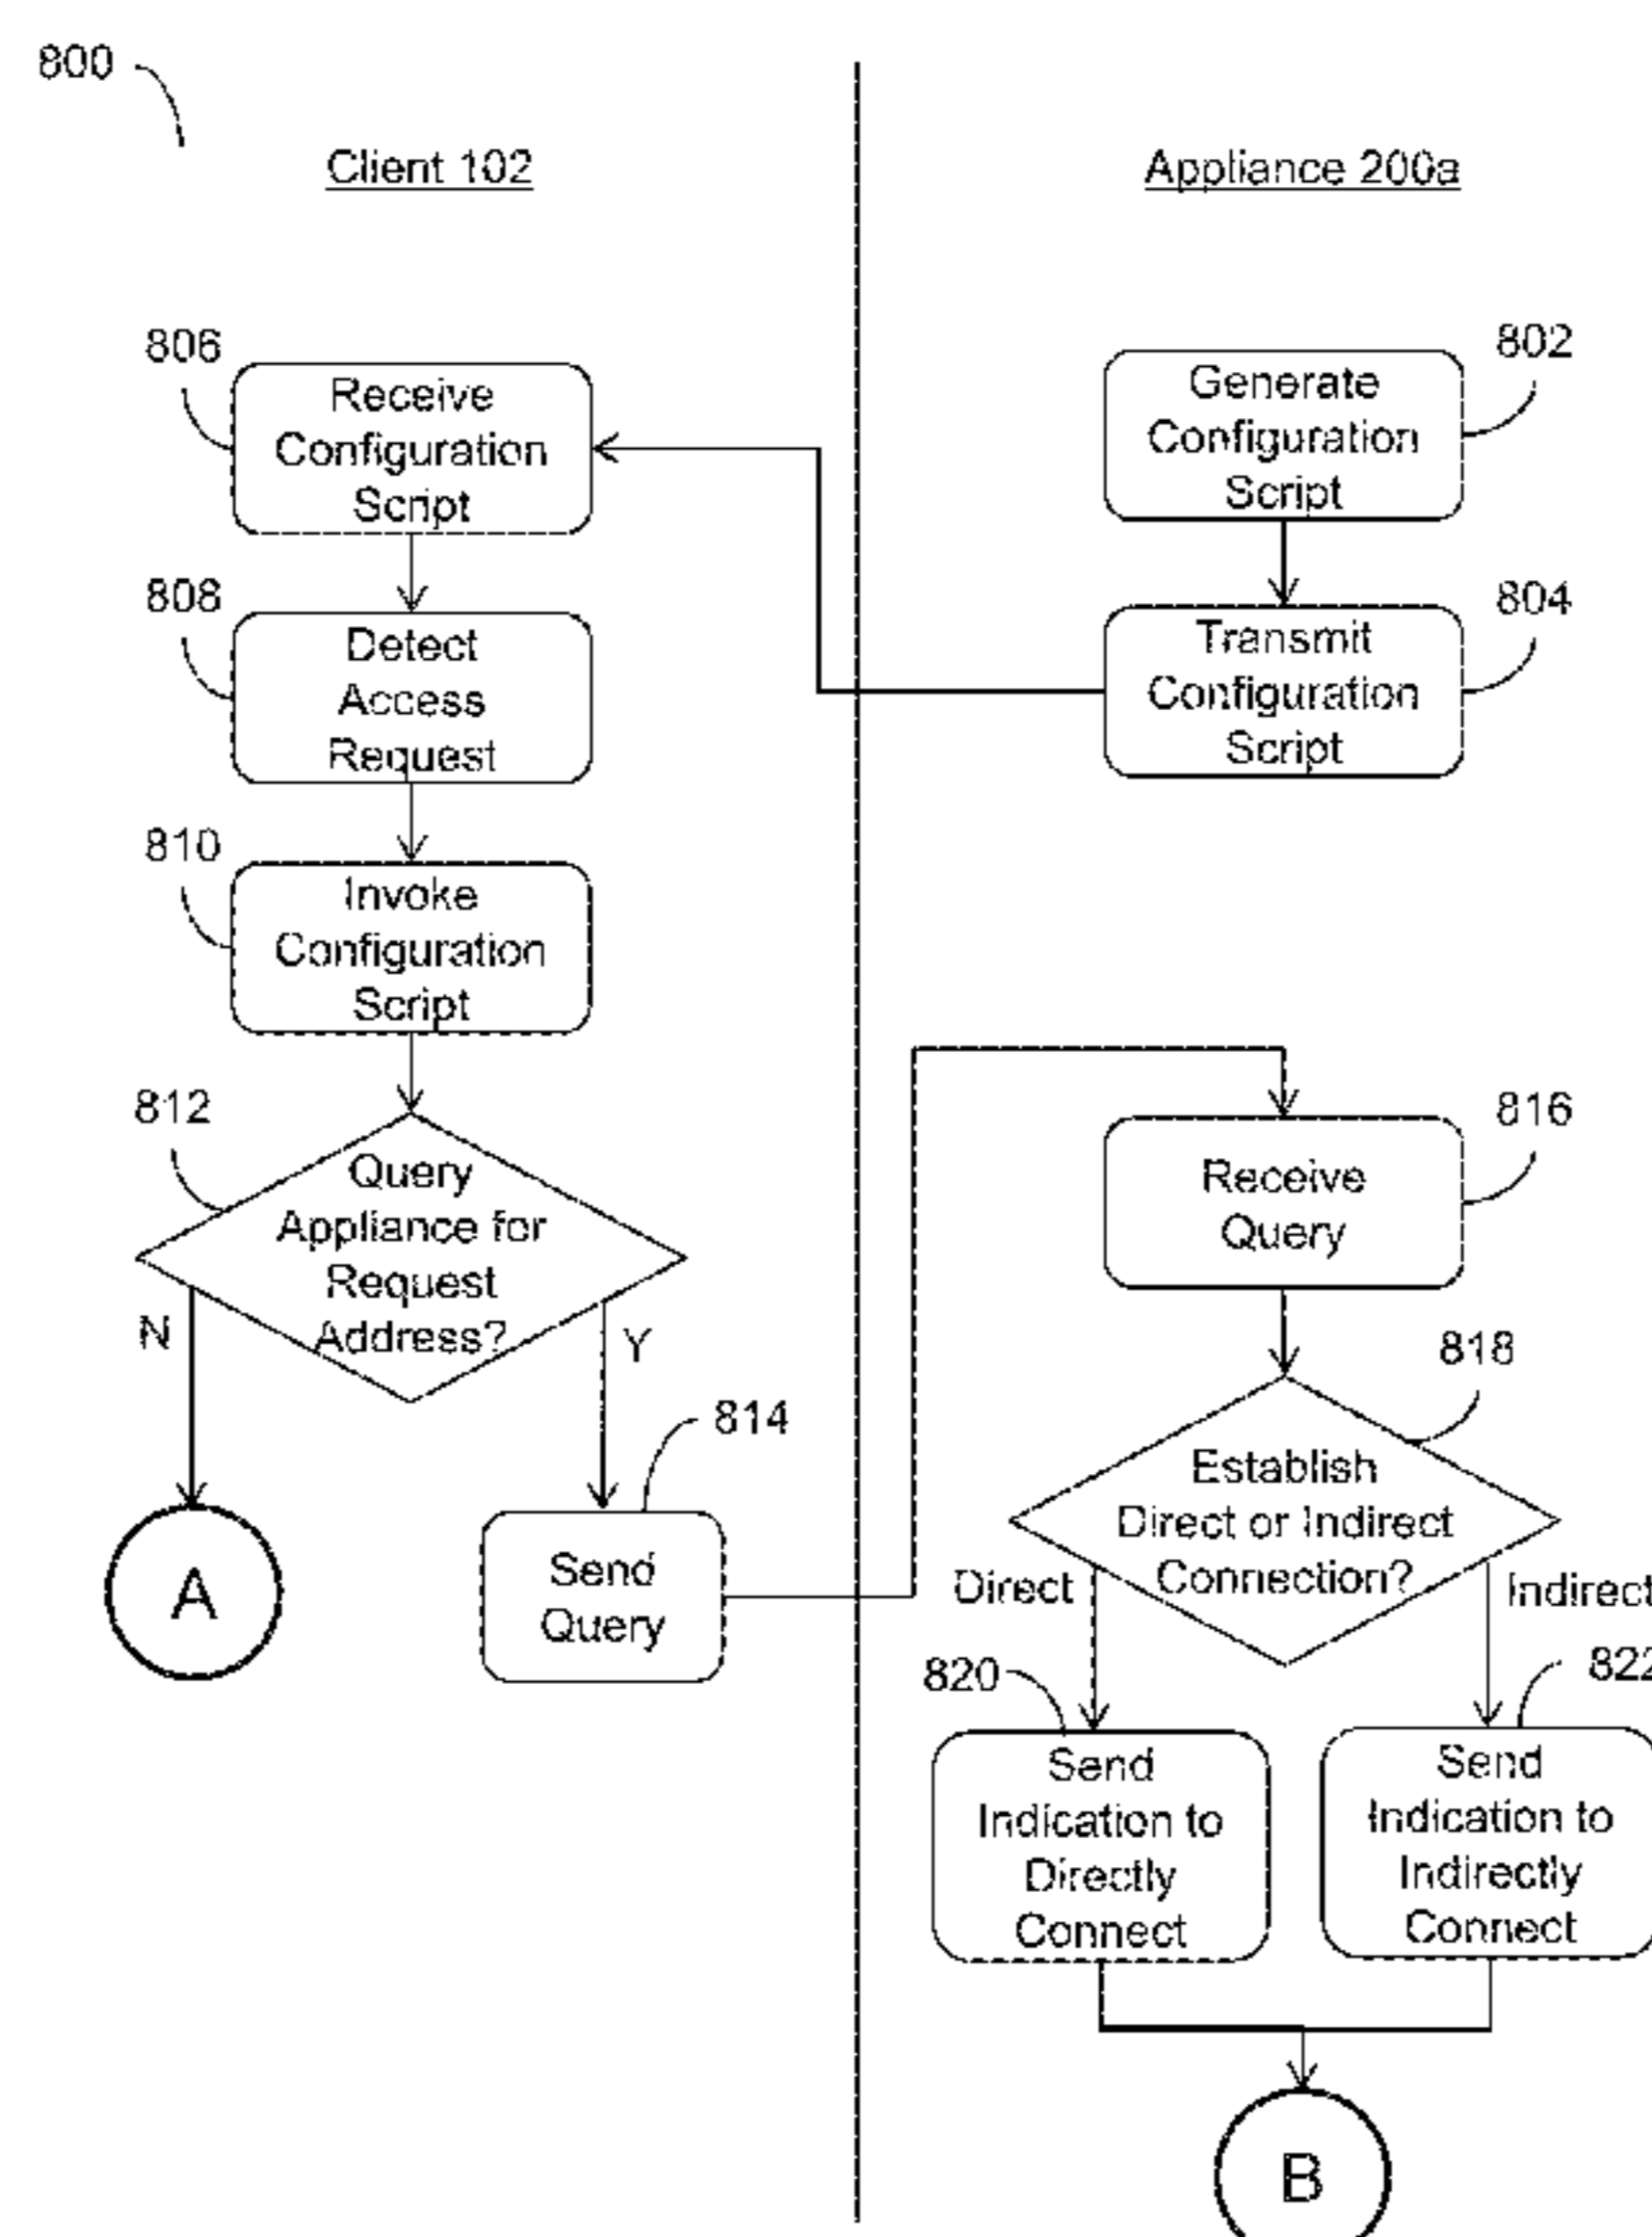 800
Client 102
Appliance 200a
806
Receive
Configuration
Script
802
Generate
Configuration
Script
808
Detect
Access
Request
804
Transmit
Configuration
Script
810
Invoke
Configuration
Script
812
Query
Appliance for
Request
Address?
N
Y
814
A
Send
Query
816
Receive
Query
818
Establish
Direct or Indirect
Connection?
Direct
Indirect
820
822
Send
Indication to
Directly
Connect
Send
Indication to
Indirectly
Connect
B